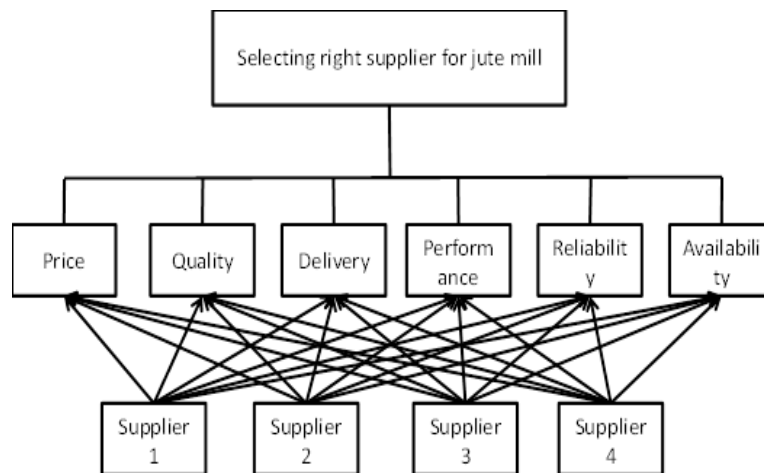 Selecting right supplier for jute mill
Price
Quality
Delivery
Perform
ance
Reliabilit
y
Availabili
ty
Supplier
1
Supplier
2
Supplier
3
Supplier
4